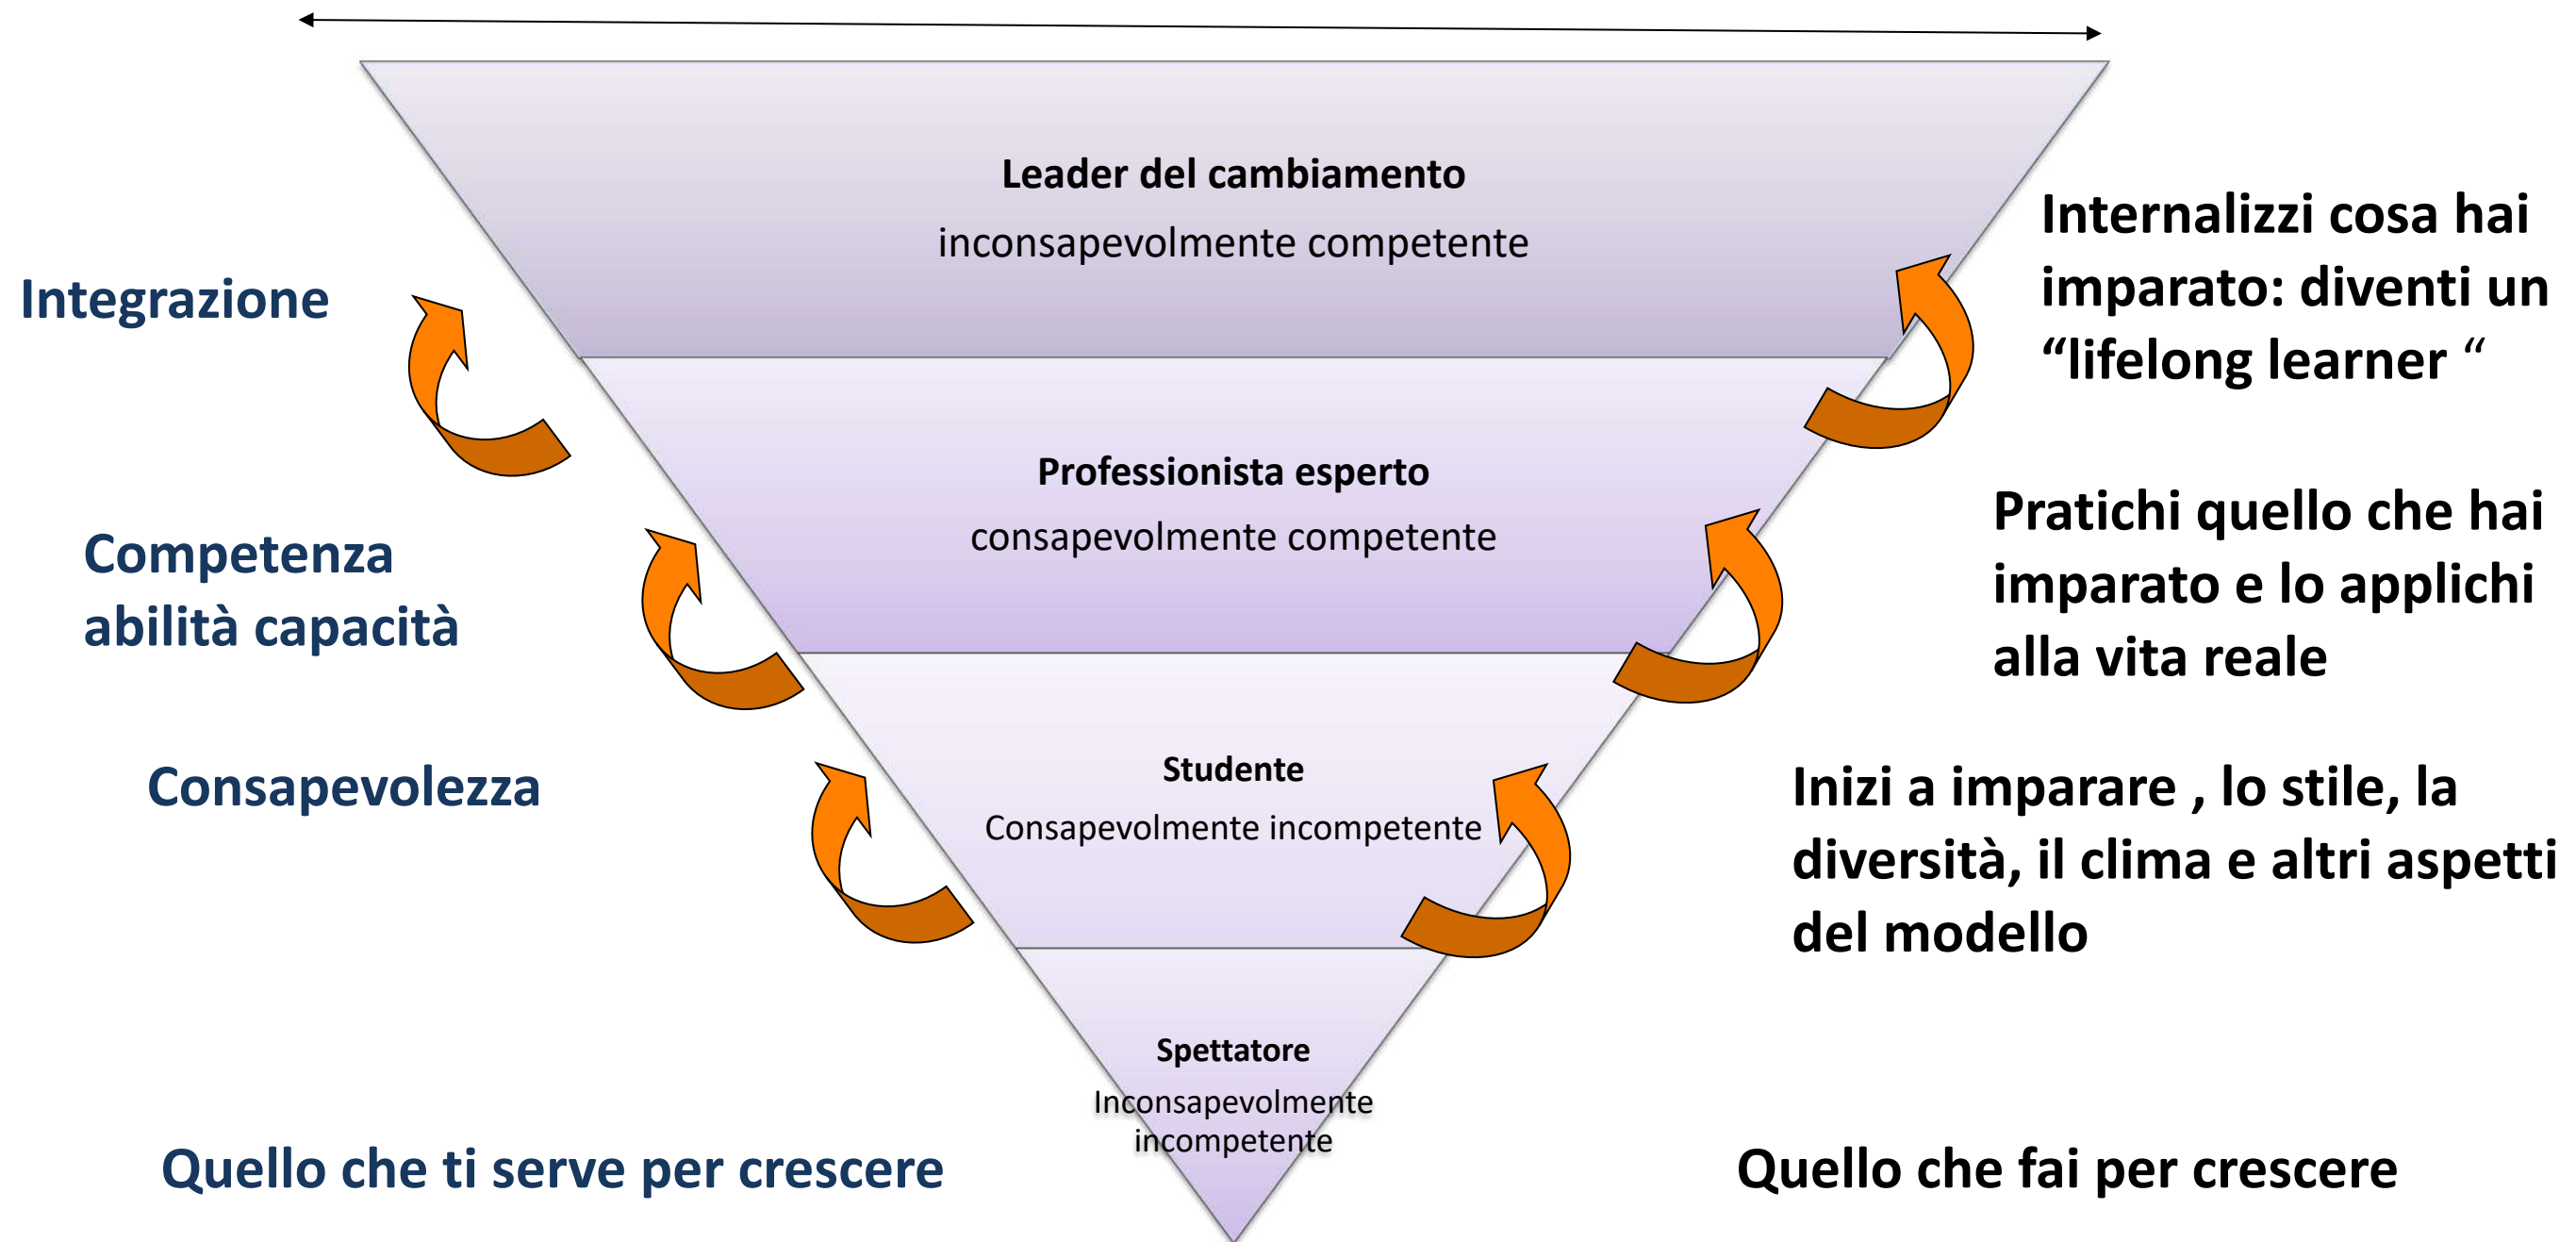 Leader del cambiamento
inconsapevolmente competente
Integrazione
Internalizzi cosa hai
imparato: diventi un
“lifelong learner “
Professionista esperto
consapevolmente competente
Competenza
abilità capacità
Pratichi quello che hai
imparato e lo applichi
alla vita reale
Studente
Consapevolmente incompetente
Consapevolezza
Inizi a imparare , lo stile, la
diversità, il clima e altri aspetti
del modello
Spettatore
Inconsapevolmente
incompetente
Quello che ti serve per crescere
Quello che fai per crescere